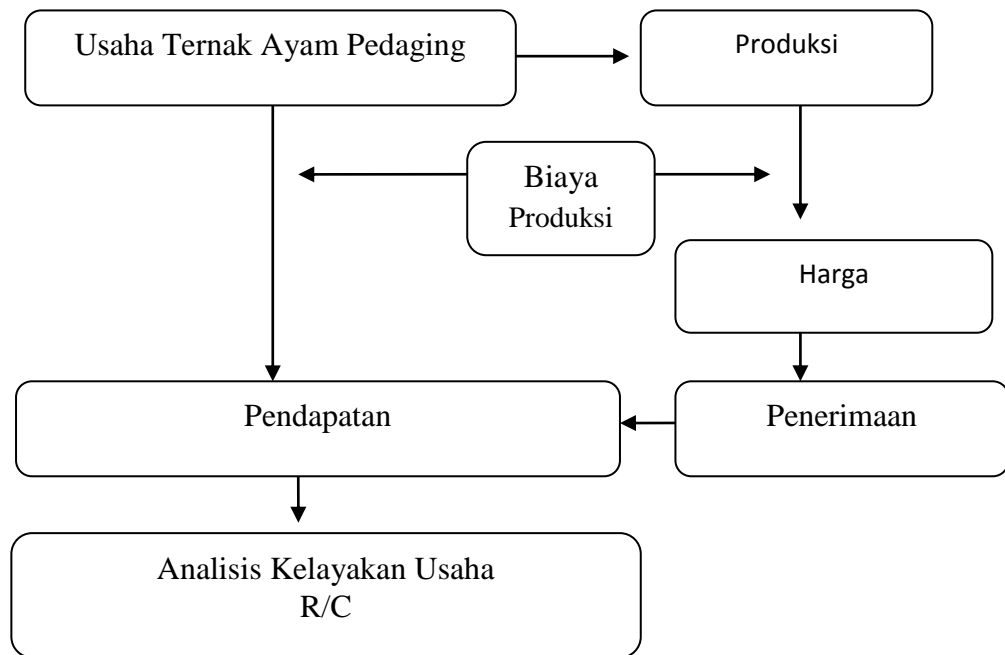 Usaha Ternak Ayam Pedaging
Produksi
Biaya
Produksi
Harga
Pendapatan
Penerimaan
Analisis Kelayakan Usaha
R/C